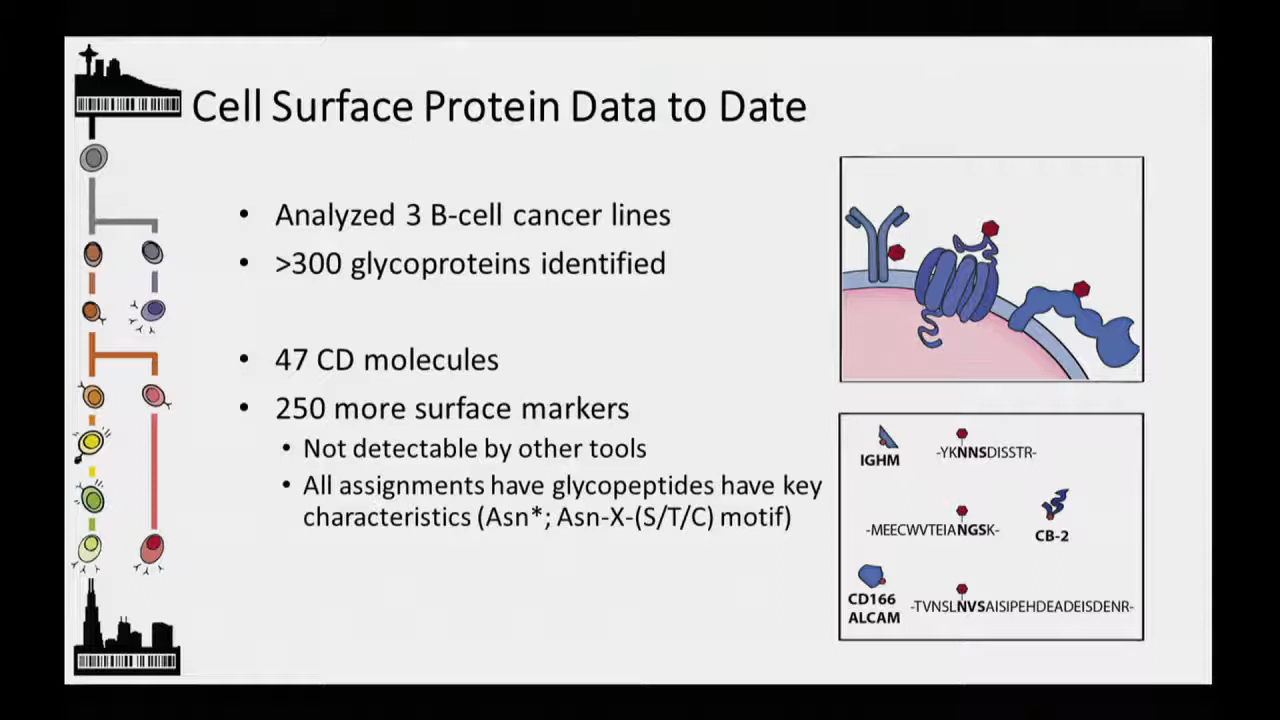 Cell Surface Protein Data to Date
• Analyzed 3 B-cell cancer lines
• >300 glycoproteins identified
• 47 CD molecules
• 250 more surface markers
• Not detectable by other tools
• All assignments have glycopeptides have key
characteristics (Asn*; Asn-X-(S/T/C) motif)
IGHM
-YKNNSDISSTR-
-MEECWVTEIANGSK-
CB-2
CD166
ALCAM
-TVNSLNVSAISIPEHDEADEISDENR-